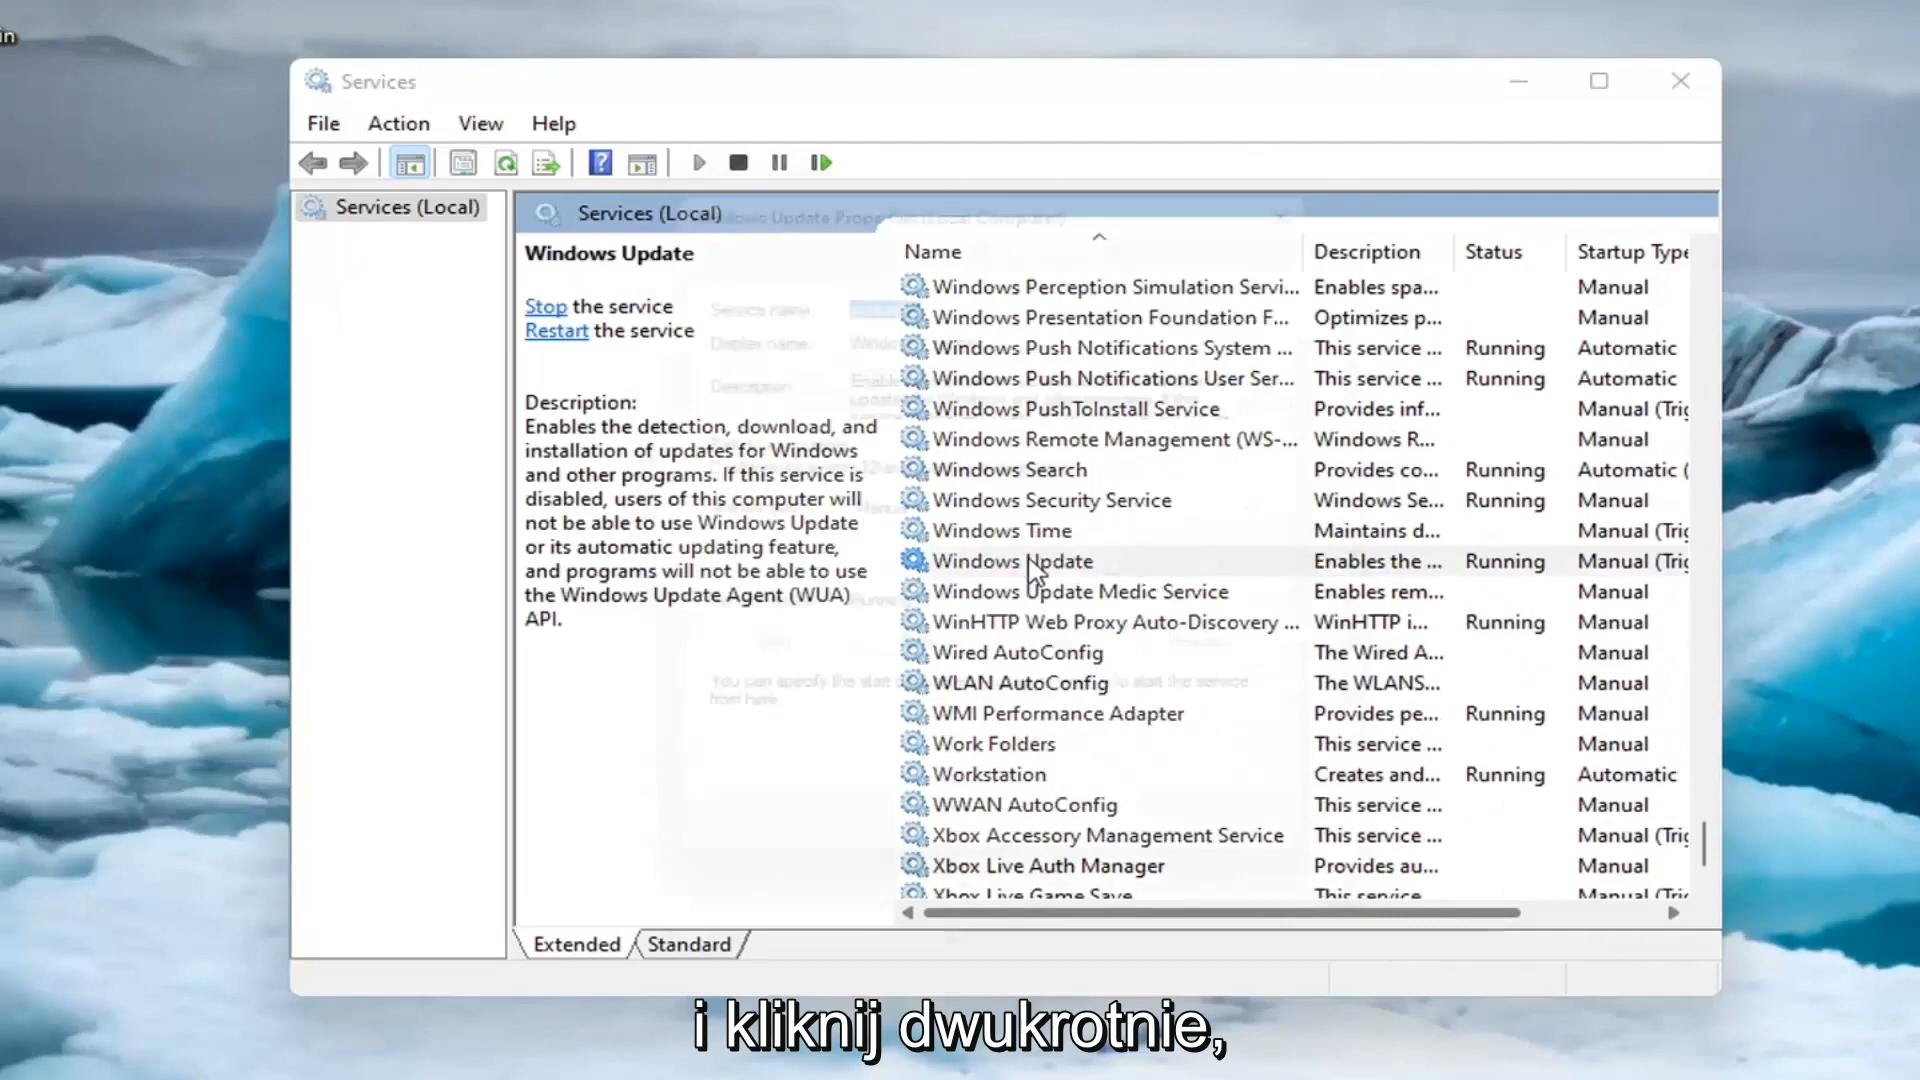 in
Services
File Action View Help
Services (Local)
Services (Local)
Windows Update
Stop the service
Restart the service
Description:
Enables the detection, download, and
installation of updates for Windows
and other programs. If this service is
disabled, users of this computer will
not be able to use Windows Update
or its automatic updating feature,
and programs will not be able to use
the Windows Update Agent (WUA)
API.
Name Description Status Startup Type
Windows Perception Simulation Servi... Enables spa... Manual
Windows Presentation Foundation F... Optimizes p... Manual
Windows Push Notifications System ... This service ... Running Automatic
Windows Push Notifications User Ser... This service ... Running Automatic
Windows PushToInstall Service Provides inf... Manual (Trig
Windows Remote Management (WS-... Windows R... Manual
Windows Search Provides co... Running Automatic (
Windows Security Service Windows Se... Running Manual
Windows Time Maintains d... Manual (Trig
Windows Update Enables the ... Running Manual (Trig
Windows Update Medic Service Enables rem... Manual
WinHTTP Web Proxy Auto-Discovery ... WinHTTP i... Running Manual
Wired AutoConfig The Wired A... Manual
WLAN AutoConfig The WLANS... Manual
WMI Performance Adapter Provides pe... Running Manual
Work Folders This service ... Manual
Workstation Creates and... Running Automatic
WWAN AutoConfig This service ... Manual
Xbox Accessory Management Service This service ... Manual (Trig
Xbox Live Auth Manager Provides au... Manual
Xbox Live Game Save This service Manual (Trig
Extended Standard
i kliknij dwukrotnie,